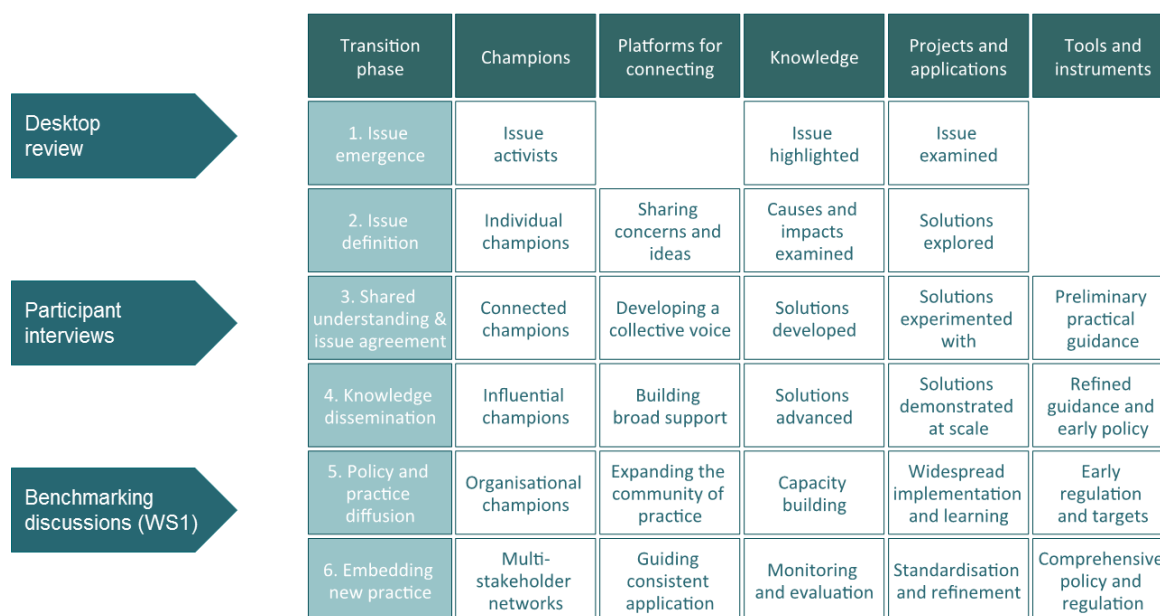 Desktop
review
Participant
interviews
Benchmarking
discussions (WS1)
Transition
phase
Champions
Platforms for
connecting
Knowledge
Projects and
applications
Tools and
instruments
1. Issue
emergence
Issue
activists
Issue
highlighted
Issue
examined
2. Issue
definition
Individual
champions
Sharing
concerns and
ideas
Causes and
impacts
examined
Solutions
explored
3. Shared
understanding &
issue agreement
Connected
champions
Developing a
collective voice
Solutions
developed
Solutions
experimented
with
Preliminary
practical
guidance
4. Knowledge
dissemination
Influential
champions
Building
broad support
Solutions
advanced
Solutions
demonstrated
at scale
Refined
guidance and
early policy
5. Policy and
practice
diffusion
Organisational
champions
Expanding the
community of
practice
Capacity
building
Widespread
implementation
and learning
Early
regulation
and targets
6. Embedding
new practice
Multi-
stakeholder
networks
Guiding
consistent
application
Monitoring
and evaluation
Standardisation
and refinement
Comprehensive
policy and
regulation